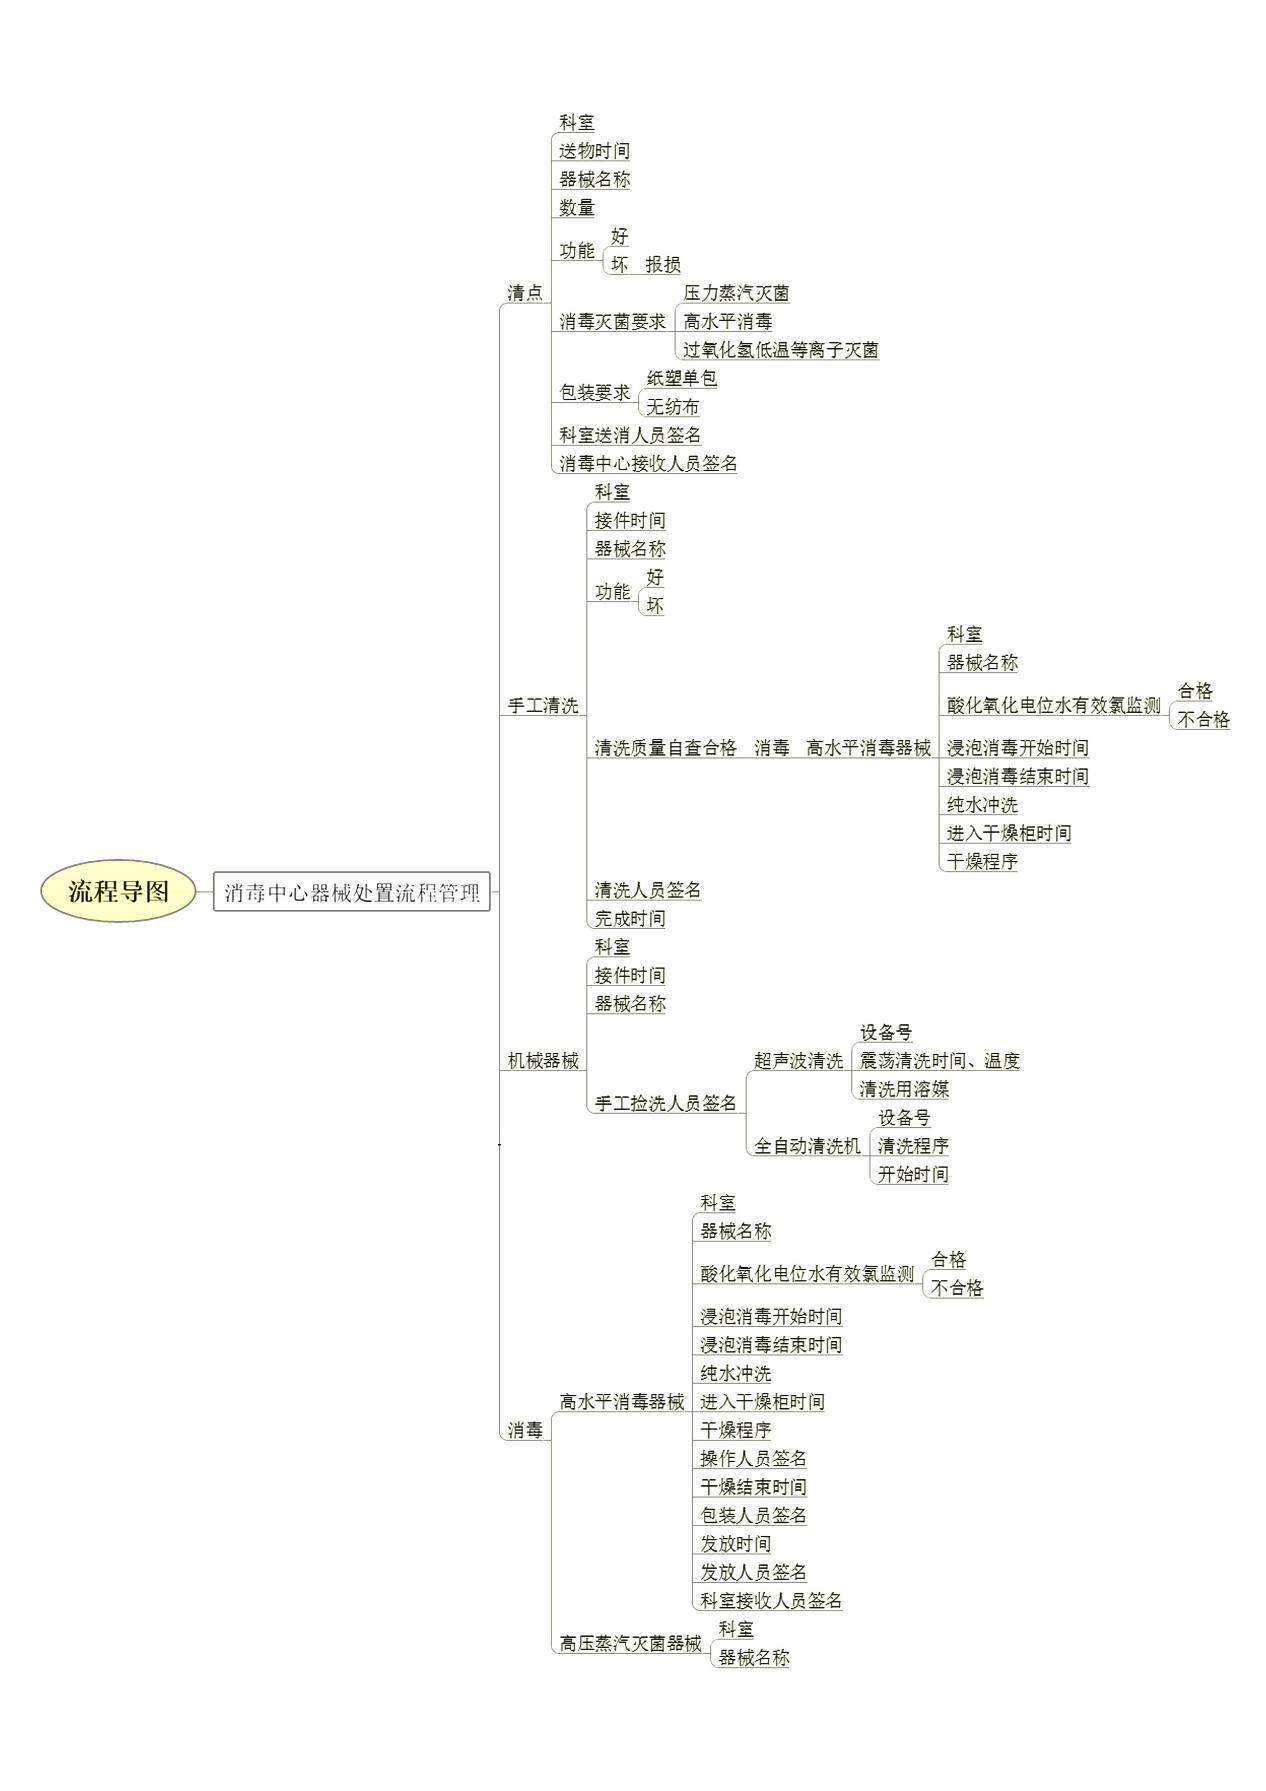 流程导图
消毒中心器械处置流程管理
清点
科室
送物时间
器械名称
数量
功能
好
坏 报损
消毒灭菌要求
压力蒸汽灭菌
高水平消毒
过氧化氢低温等离子灭菌
包装要求
纸塑单包
无纺布
科室送消人员签名
消毒中心接收人员签名
手工清洗
科室
接件时间
器械名称
功能
好
坏
清洗质量自查合格 消毒 高水平消毒器械
科室
器械名称
酸化氧化电位水有效氯监测
合格
不合格
浸泡消毒开始时间
浸泡消毒结束时间
纯水冲洗
进入干燥柜时间
干燥程序
清洗人员签名
完成时间
机械器械
科室
接件时间
器械名称
手工捡洗人员签名
超声波清洗
设备号
震荡清洗时间、温度
清洗用溶媒
全自动清洗机
设备号
清洗程序
开始时间
消毒
高水平消毒器械
科室
器械名称
酸化氧化电位水有效氯监测
合格
不合格
浸泡消毒开始时间
浸泡消毒结束时间
纯水冲洗
进入干燥柜时间
干燥程序
操作人员签名
干燥结束时间
包装人员签名
发放时间
发放人员签名
科室接收人员签名
高压蒸汽灭菌器械
科室
器械名称